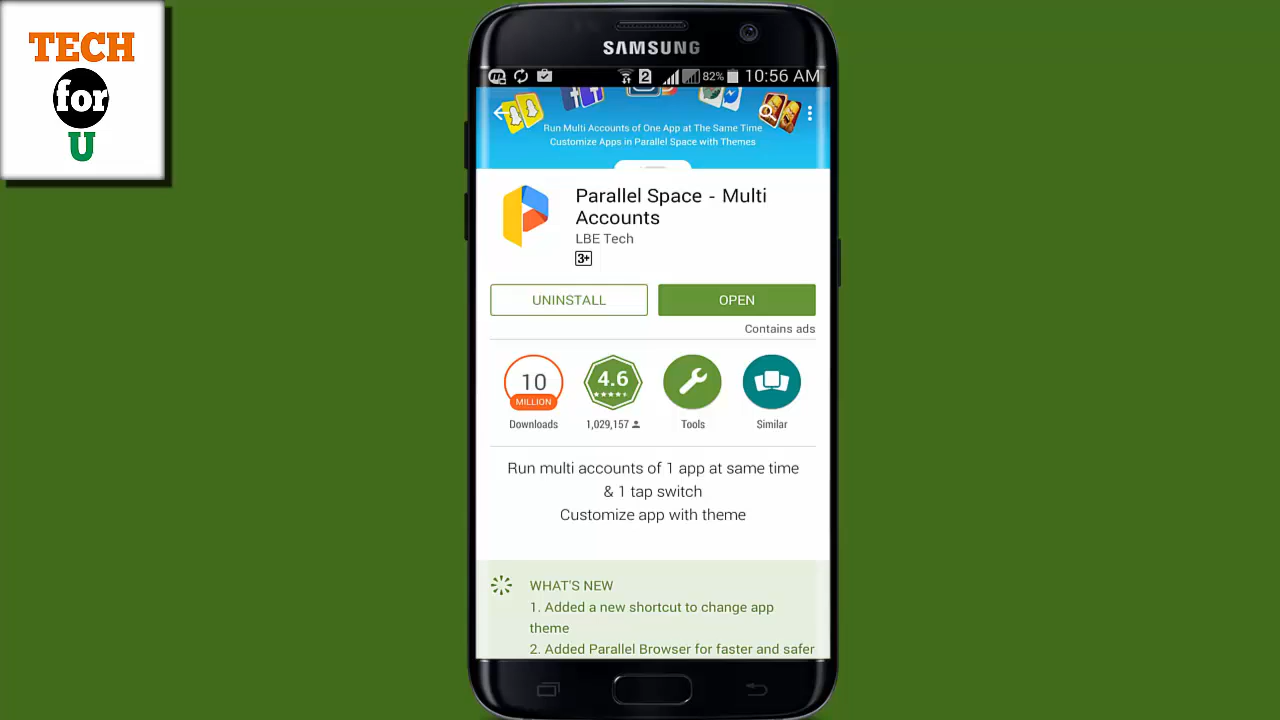 TECH
for
U
SAMSUNG
2 82% 10:56 AM
Run Multi Accounts of One App at The Same Time
Customize Apps in Parallel Space with Themes
Parallel Space - Multi
Accounts
LBE Tech
3+
UNINSTALL OPEN
Contains ads
10
MILLION
4.6
Downloads 1,029,157 Tools Similar
Run multi accounts of 1 app at same time
& 1 tap switch
Customize app with theme
WHAT'S NEW
1. Added a new shortcut to change app
theme
2. Added Parallel Browser for faster and safer